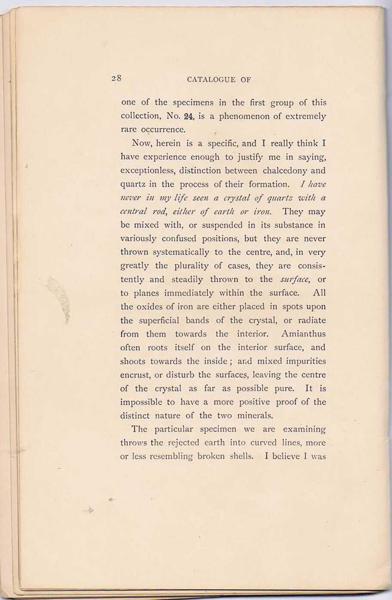 28
CATALOGUE OF
one of the specimens in the first group of this
collection, No. 24, is a phenomenon of extremely
rare occurrence.
Now, herein is a specific, and I really think I
have experience enough to justify me in saying,
exceptionless, distinction between chalcedony and
quartz in the process of their formation. I have
never in my life seen a crystal of quartz with a
central rod, either of earth or iron. They may
be mixed with, or suspended in its substance in
variously confused positions, but they are never
thrown systematically to the centre, and, in very
greatly the plurality of cases, they are consis-
tently and steadily thrown to the surface, or
to planes immediately within the surface. All
the oxides of iron are either placed in spots upon
the superficial bands of the crystal, or radiate
from them towards the interior. Amianthus
often roots itself on the interior surface, and
shoots towards the inside; and mixed impurities
encrust, or disturb the surfaces, leaving the centre
of the crystal as far as possible pure. It is
impossible to have a more positive proof of the
distinct nature of the two minerals.
The particular specimen we are examining
throws the rejected earth into curved lines, more
or less resembling broken shells. I believe I was